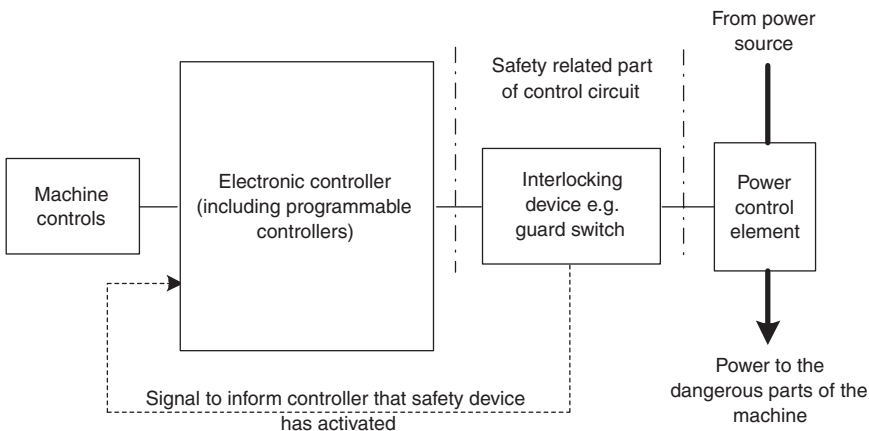 From power
source
Safety related part
of control circuit
Machine
controls
Electronic controller
(including programmable
controllers)
Interlocking
device e.g.
guard switch
Power
control
element
Signal to inform controller that safety device
has activated
Power to the
dangerous parts of the
machine